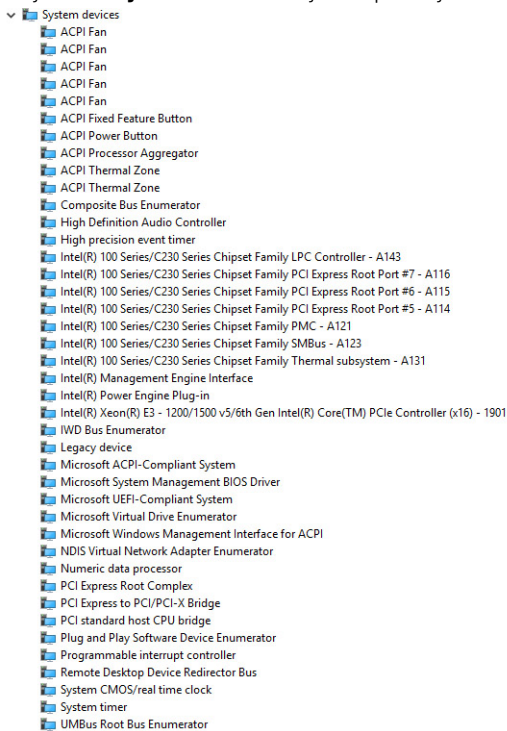 System devices
ACPI Fan
ACPI Fan
ACPI Fan
ACPI Fan
ACPI Fan
ACPI Fixed Feature Button
ACPI Power Button
ACPI Processor Aggregator
ACPI Thermal Zone
ACPI Thermal Zone
Composite Bus Enumerator
High Definition Audio Controller
High precision event timer
Intel(R) 100 Series/C230 Series Chipset Family LPC Controller - A143
Intel(R) 100 Series/C230 Series Chipset Family PCI Express Root Port #7 - A116
Intel(R) 100 Series/C230 Series Chipset Family PCI Express Root Port #6 - A115
Intel(R) 100 Series/C230 Series Chipset Family PCI Express Root Port #5 - A114
Intel(R) 100 Series/C230 Series Chipset Family PMC - A121
Intel(R) 100 Series/C230 Series Chipset Family SMBus - A123
Intel(R) 100 Series/C230 Series Chipset Family Thermal subsystem - A131
Intel(R) Management Engine Interface
Intel(R) Power Engine Plug-in
Intel(R) Xeon(R) E3 - 1200/1500 v5/6th Gen Intel(R) Core(TM) PCIe Controller (x16) - 1901
IWD Bus Enumerator
Legacy device
Microsoft ACPI-Compliant System
Microsoft System Management BIOS Driver
Microsoft UEFI-Compliant System
Microsoft Virtual Drive Enumerator
Microsoft Windows Management Interface for ACPI
NDIS Virtual Network Adapter Enumerator
Numeric data processor
PCI Express Root Complex
PCI Express to PCI/PCI-X Bridge
PCI standard host CPU bridge
Plug and Play Software Device Enumerator
Programmable interrupt controller
Remote Desktop Device Redirector Bus
System CMOS/real time clock
System timer
UMBus Root Bus Enumerator